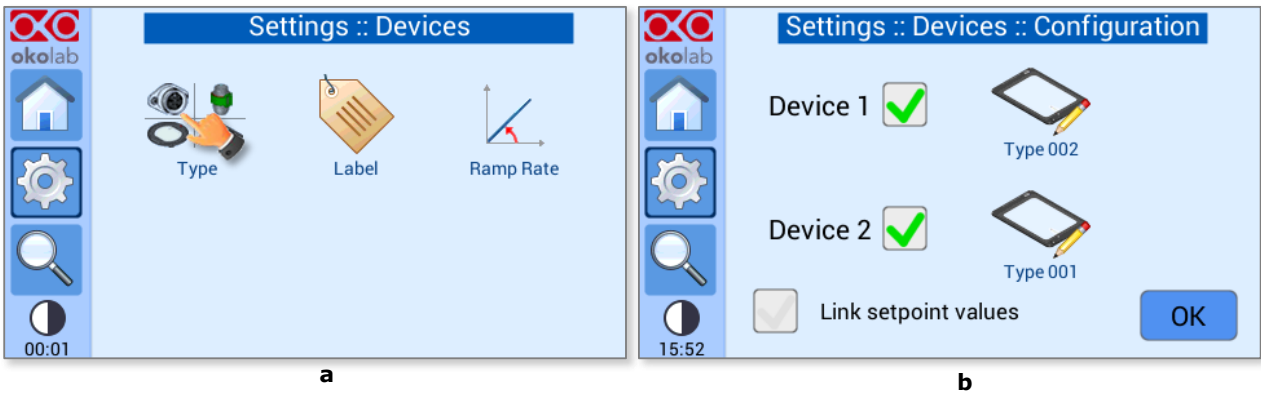 Settings :: Devices
okolab
Type
Label
Ramp Rate
00:01
a
Settings :: Devices :: Configuration
okolab
Device 1
Type 002
Device 2
Type 001
Link setpoint values
OK
15:52
b